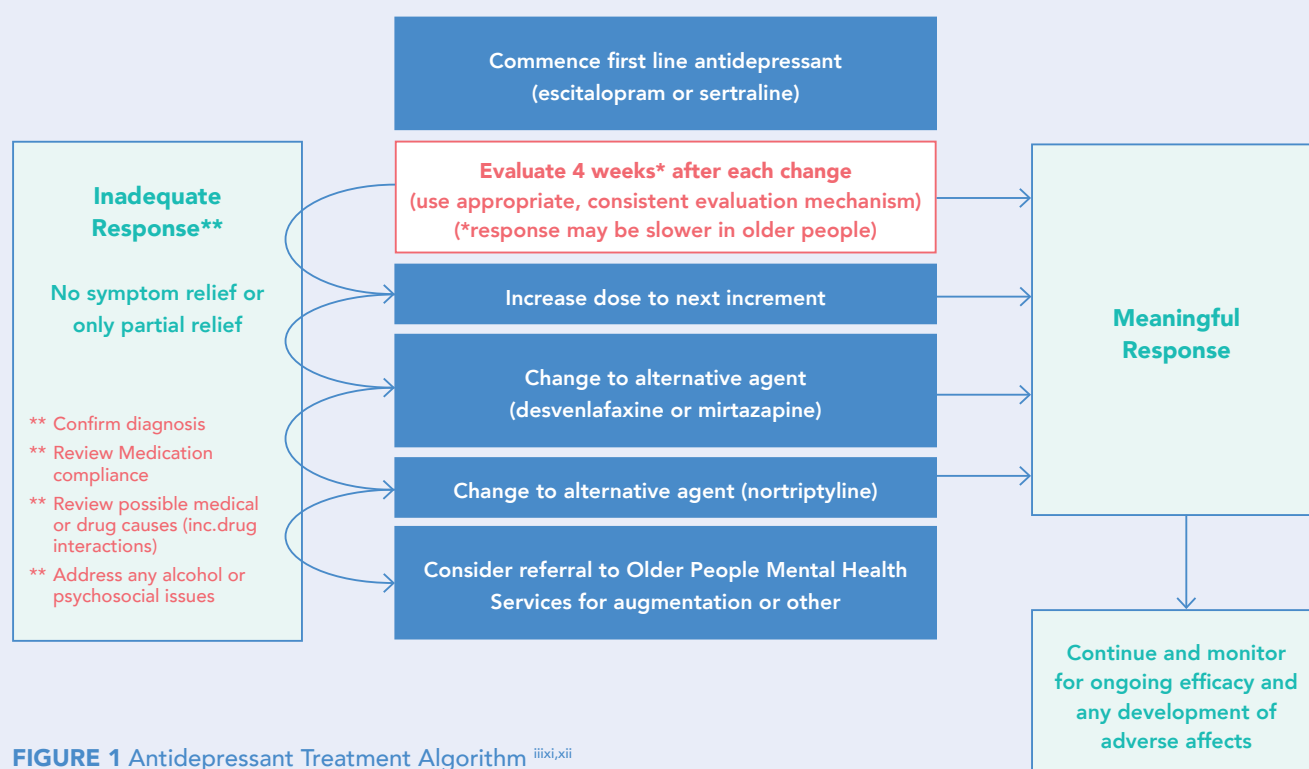 Commence first line antidepressant
(escitalopram or sertraline)
Inadequate
Response**
No symptom relief or
only partial relief
** Confirm diagnosis
** Review Medication
compliance
** Review possible medical
or drug causes (inc.drug
interactions)
** Address any alcohol or
psychosocial issues
Evaluate 4 weeks* after each change
(use appropriate, consistent evaluation mechanism)
(*response may be slower in older people)
Increase dose to next increment
Change to alternative agent
(desvenlafaxine or mirtazapine)
Change to alternative agent (nortriptyline)
Consider referral to Older People Mental Health
Services for augmentation or other
Meaningful
Response
Continue and monitor
for ongoing efficacy and
any development of
adverse affects
FIGURE 1 Antidepressant Treatment Algorithm iiixi,xii